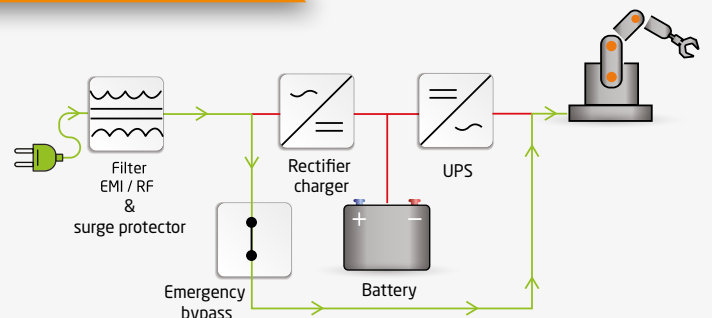 Filter
EMI / RF
&
surge protector
Rectifier
charger
UPS
+ −
Battery
Emergency
bypass